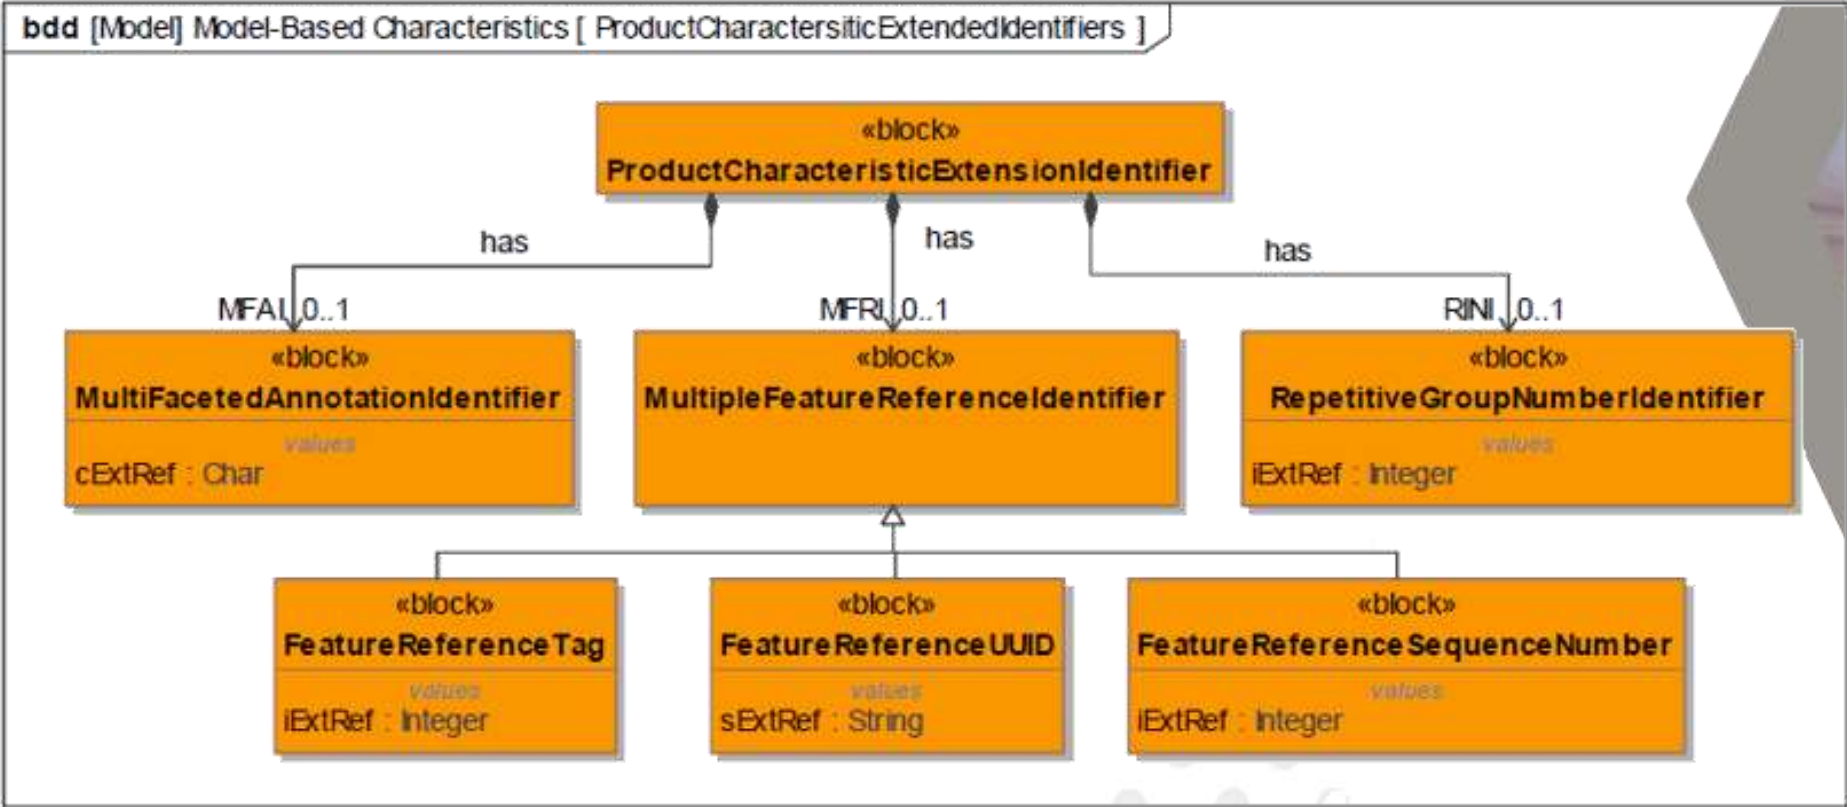 bdd [Model] Model-Based Characteristics [ ProductCharactersiticExtendedIdentifiers ]
«block»
ProductCharacteristicExtensionIdentifier
has
has
has
MFAI 0..1
MFRI 0..1
RINI 0..1
«block»
MultiFacetedAnnotationIdentifier
values
cExtRef : Char
«block»
MultipleFeatureReferenceIdentifier
«block»
RepetitiveGroupNumberIdentifier
values
iExtRef : Integer
«block»
FeatureReferenceTag
values
iExtRef : Integer
«block»
FeatureReferenceUUID
values
sExtRef : String
«block»
FeatureReferenceSequenceNumber
values
iExtRef : Integer